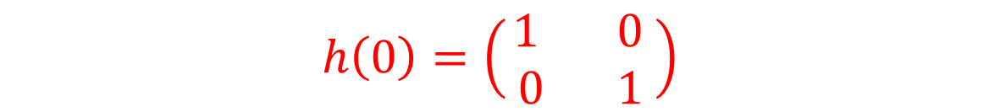 h(0) = (1 0
0 1)